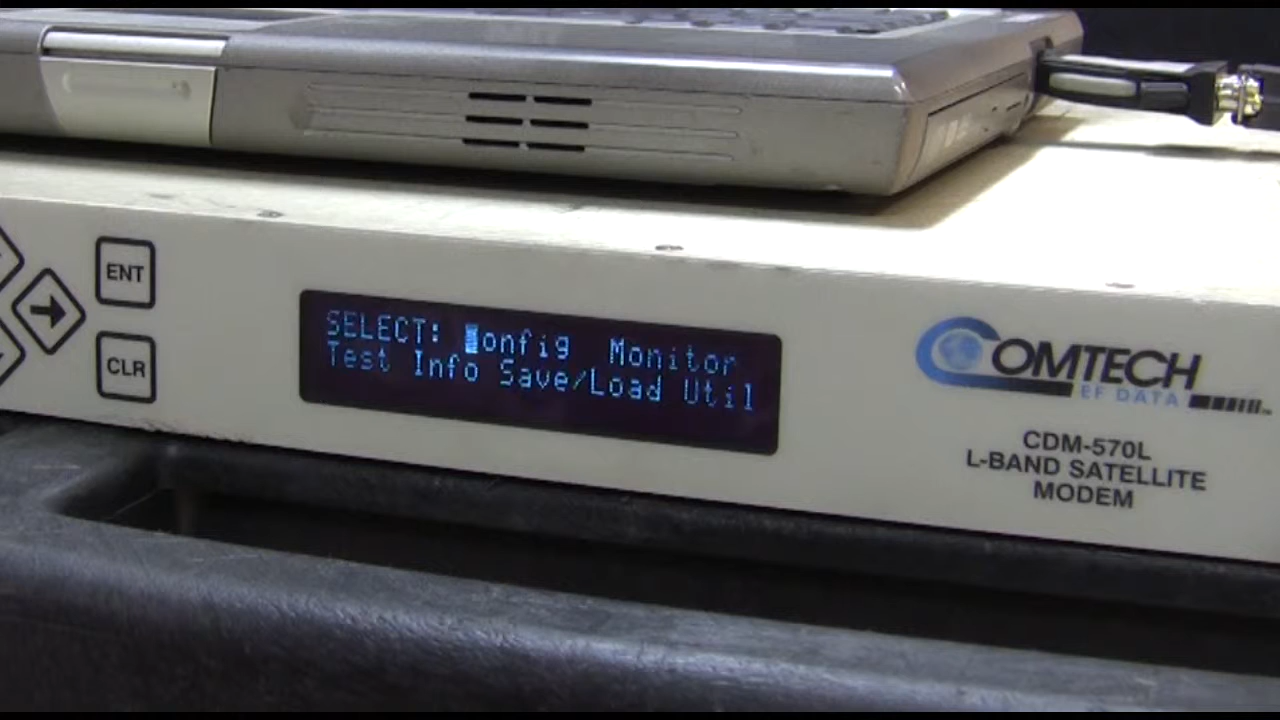 ENT
CLR
SELECT: Config Monitor
Test Info Save/Load Util
COMTECH
EF DATA
CDM-570L
L-BAND SATELLITE
MODEM